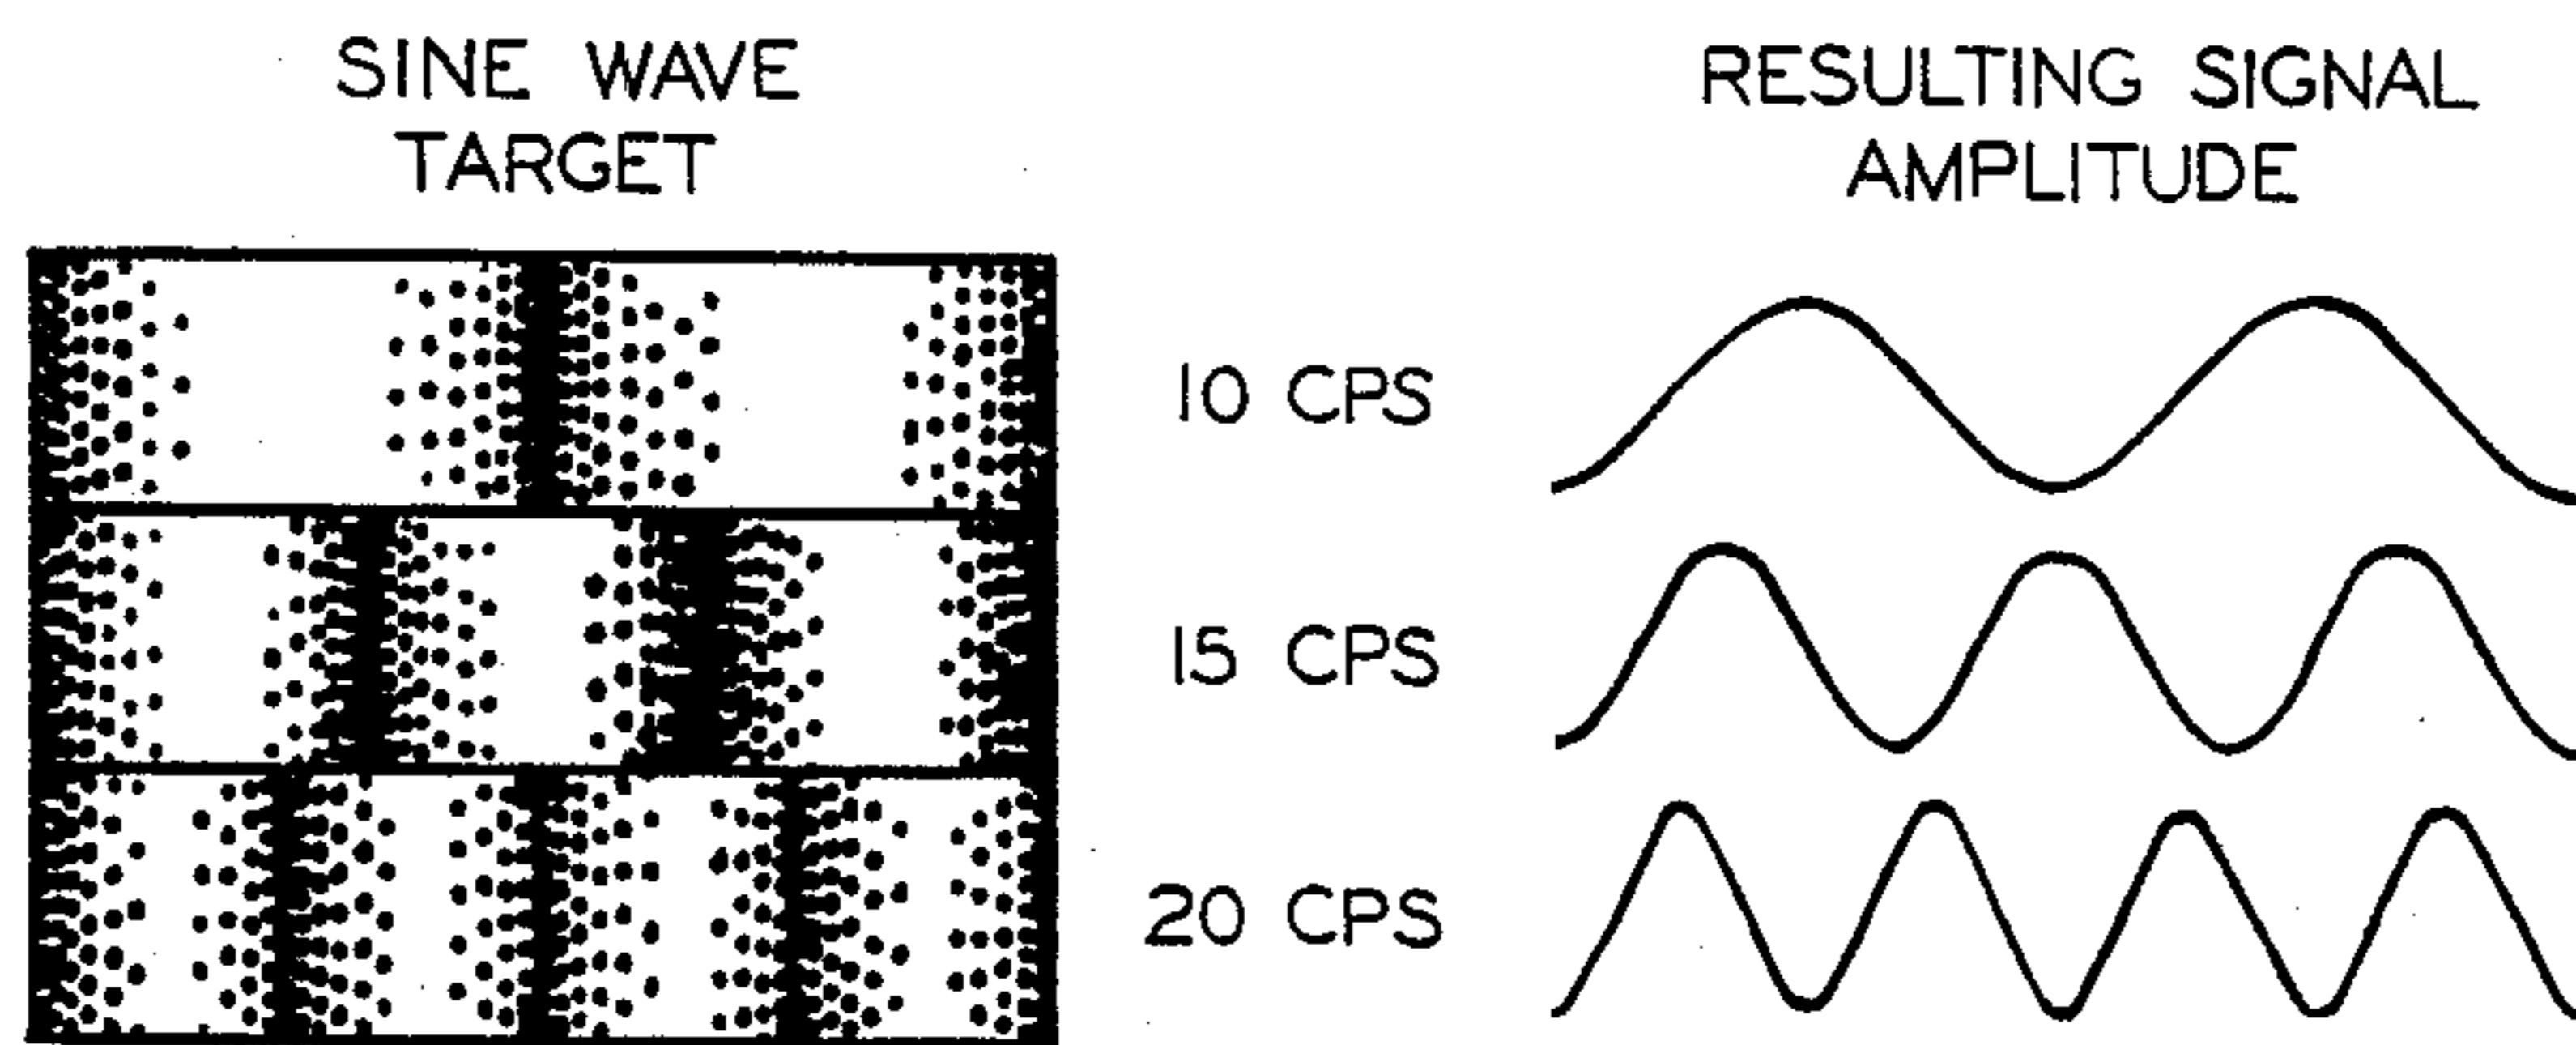 SINE WAVE
TARGET
RESULTING SIGNAL
AMPLITUDE
10 CPS
15 CPS
20 CPS